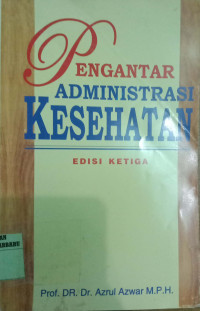 PENGANTAR
ADMINISTRASI
KESEHATAN
EDISI KETIGA
Prof. DR. Dr. Azrul Azwar M.P.H.